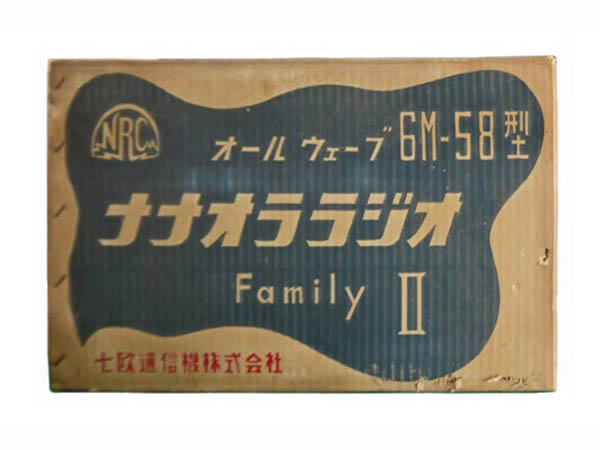 NRC
オール ウェーブ 6M-58型
ナナオラ ラジオ
Family Ⅱ
七欧通信機株式会社